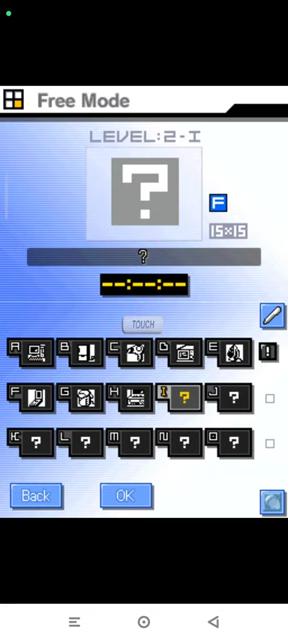 Free Mode
LEVEL:2-I
?
F
15×15
?
--:--:--
TOUCH
A B C D E !
F G H I ? J ?
K ? L ? M ? N ? O ?
Back OK